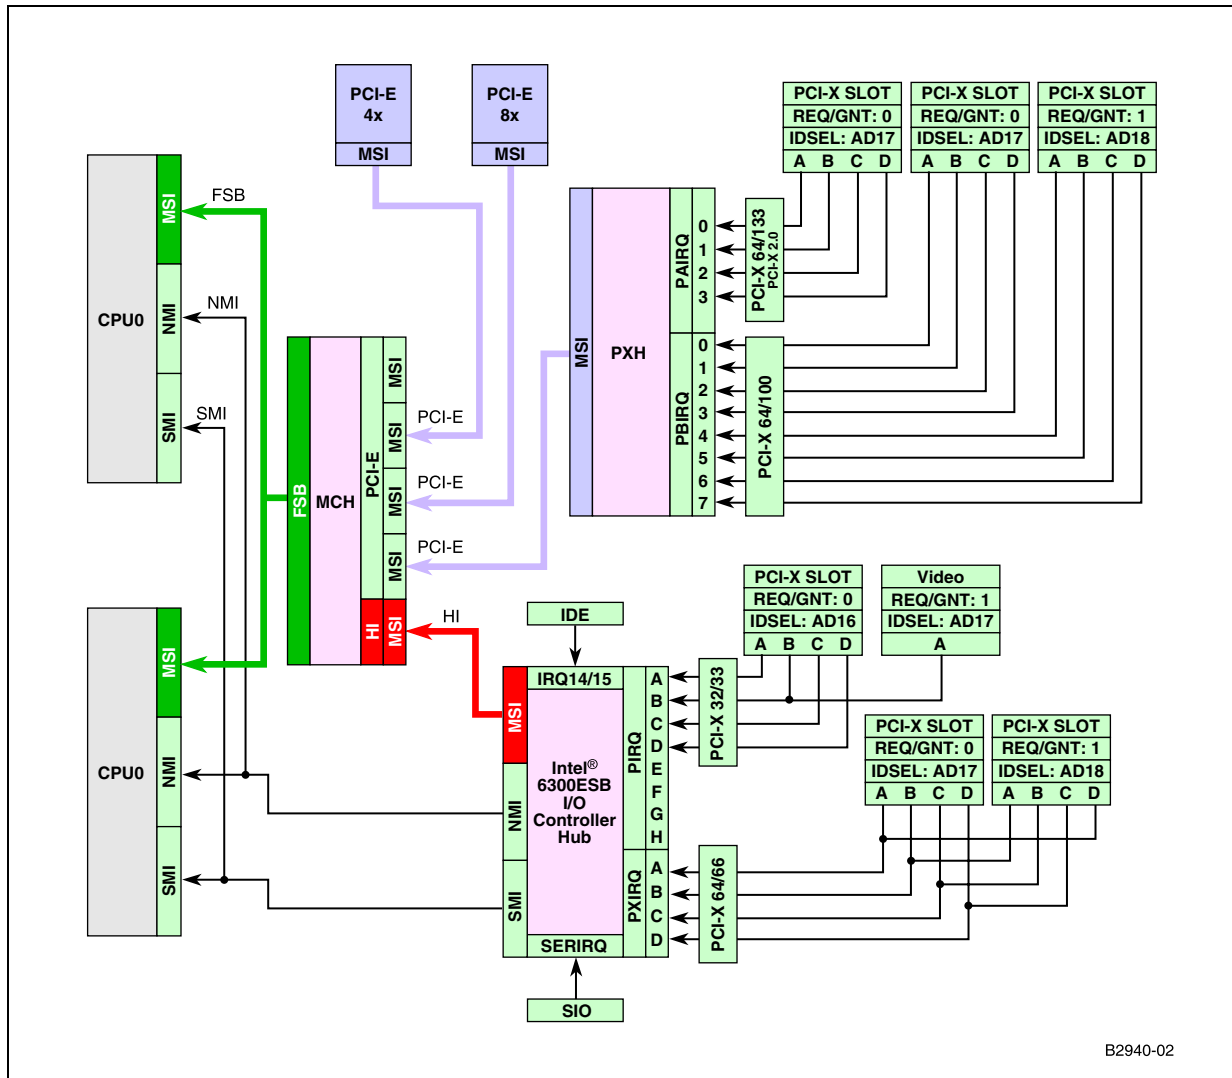 PCI-E
4x
MSI
PCI-E
8x
MSI
PCI-X SLOT
REQ/GNT: 0
IDSEL: AD17
A B C D
PCI-X SLOT
REQ/GNT: 0
IDSEL: AD17
A B C D
PCI-X SLOT
REQ/GNT: 1
IDSEL: AD18
A B C D
CPU0
MSI
NMI
SMI
FSB
NMI
SMI
MSI
PXH
PAIRQ
0
1
2
3
PBIRQ
0
1
2
3
4
5
6
7
PCI-X 64/133
PCI-X 2.0
PCI-X 64/100
FSB
MCH
PCI-E
MSI
MSI
MSI
MSI
HI
MSI
PCI-E
PCI-E
PCI-E
HI
CPU0
MSI
NMI
SMI
IDE
IRQ14/15
MSI
NMI
SMI
Intel®
6300ESB
I/O
Controller
Hub
SERIRQ
SIO
PIRQ
A
B
C
D
E
F
G
H
PXIRQ
A
B
C
D
PCI-X 32/33
PCI-X 64/66
PCI-X SLOT
REQ/GNT: 0
IDSEL: AD16
A B C D
Video
REQ/GNT: 1
IDSEL: AD17
A
PCI-X SLOT
REQ/GNT: 0
IDSEL: AD17
A B C D
PCI-X SLOT
REQ/GNT: 1
IDSEL: AD18
A B C D
B2940-02